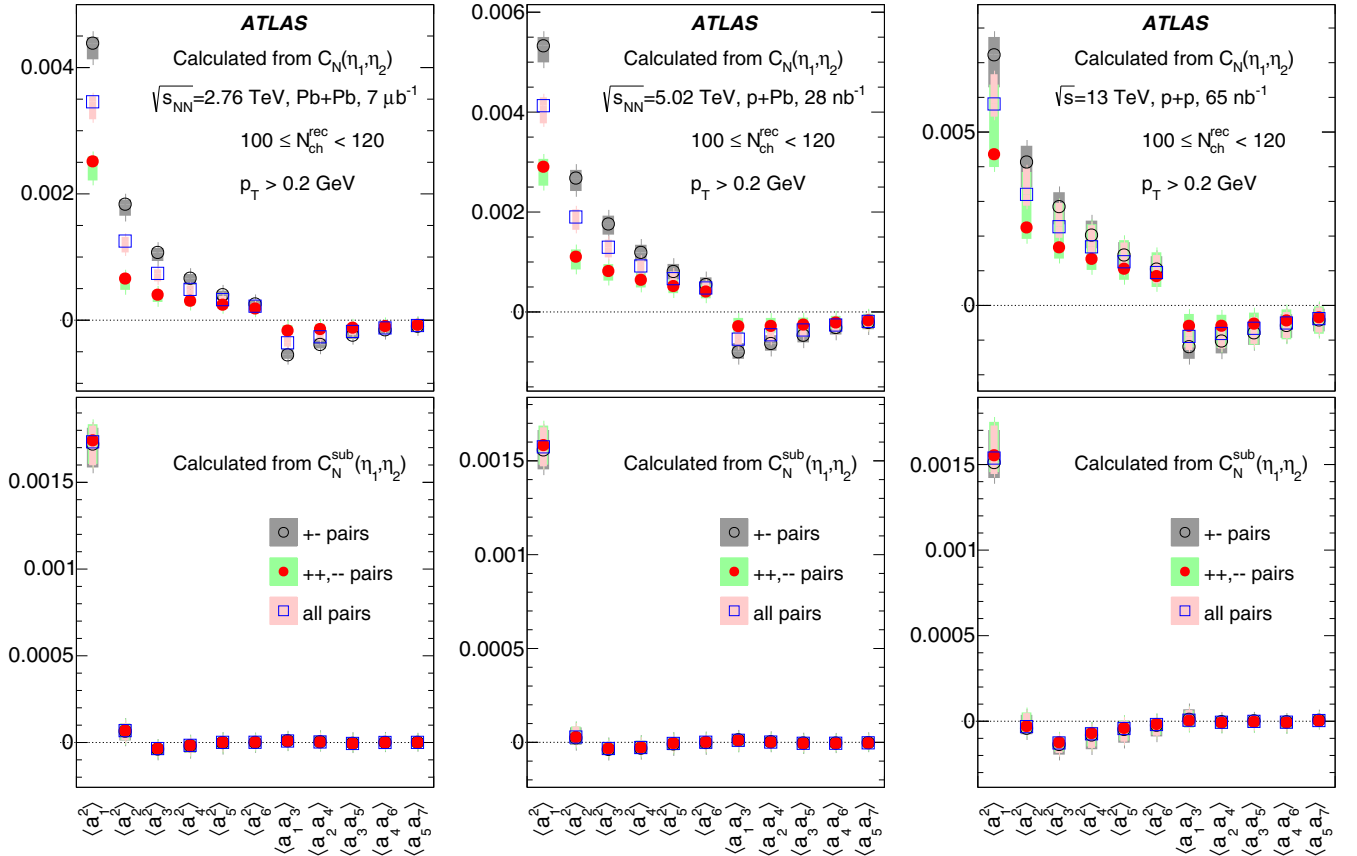 ATLAS
Calculated from C_N(η₁,η₂)
√s_NN=2.76 TeV, Pb+Pb, 7 μb⁻¹
100 ≤ N_ch^rec < 120
p_T > 0.2 GeV
0.004
0.002
0
ATLAS
Calculated from C_N(η₁,η₂)
√s_NN=5.02 TeV, p+Pb, 28 nb⁻¹
100 ≤ N_ch^rec < 120
p_T > 0.2 GeV
0.006
0.004
0.002
0
ATLAS
Calculated from C_N(η₁,η₂)
√s=13 TeV, p+p, 65 nb⁻¹
100 ≤ N_ch^rec < 120
p_T > 0.2 GeV
0.005
0
Calculated from C_N^sub(η₁,η₂)
+- pairs
++,-- pairs
all pairs
0.0015
0.001
0.0005
0
⟨a₁²⟩
⟨a₂²⟩
⟨a₃²⟩
⟨a₄²⟩
⟨a₅²⟩
⟨a₆²⟩
⟨a₁a₃⟩
⟨a₂a₄⟩
⟨a₃a₅⟩
⟨a₄a₆⟩
⟨a₅a₇⟩
Calculated from C_N^sub(η₁,η₂)
+- pairs
++,-- pairs
all pairs
0.0015
0.001
0.0005
0
⟨a₁²⟩
⟨a₂²⟩
⟨a₃²⟩
⟨a₄²⟩
⟨a₅²⟩
⟨a₆²⟩
⟨a₁a₃⟩
⟨a₂a₄⟩
⟨a₃a₅⟩
⟨a₄a₆⟩
⟨a₅a₇⟩
Calculated from C_N^sub(η₁,η₂)
+- pairs
++,-- pairs
all pairs
0.0015
0.001
0.0005
0
⟨a₁²⟩
⟨a₂²⟩
⟨a₃²⟩
⟨a₄²⟩
⟨a₅²⟩
⟨a₆²⟩
⟨a₁a₃⟩
⟨a₂a₄⟩
⟨a₃a₅⟩
⟨a₄a₆⟩
⟨a₅a₇⟩